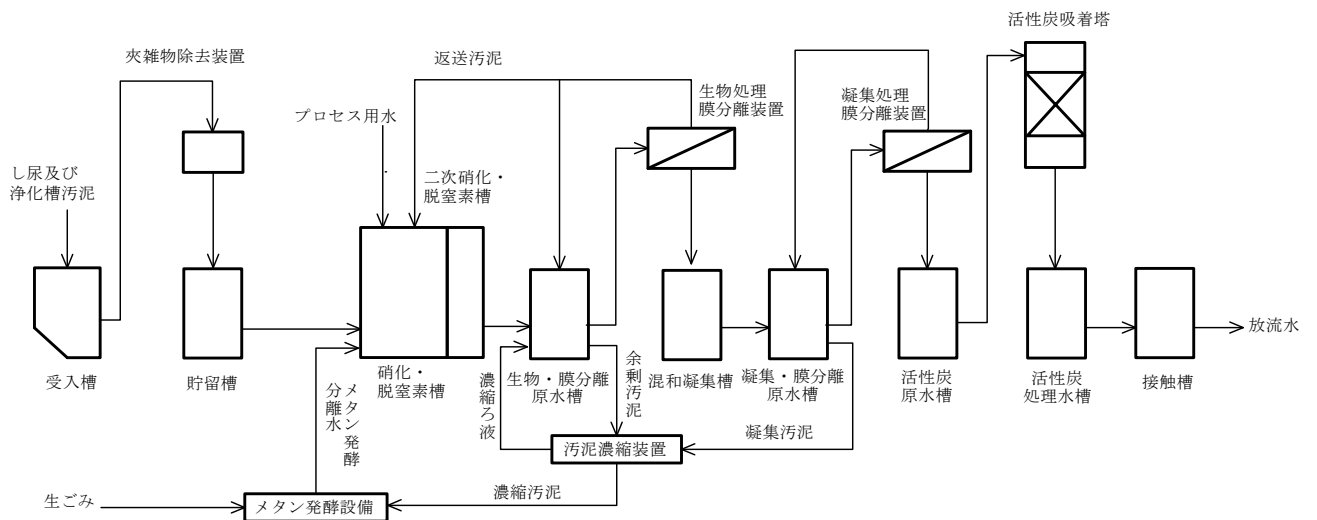 活性炭吸着塔
夾雑物除去装置
返送汚泥
生物処理
膜分離装置
凝集処理
膜分離装置
プロセス用水
し尿及び
浄化槽汚泥
二次硝化・
脱窒素槽
受入槽
貯留槽
硝化・
脱窒素槽
生物・膜分離
原水槽
余剰汚泥
混和凝集槽
凝集・膜分離
原水槽
活性炭
原水槽
活性炭
処理水槽
接触槽
放流水
メタン発酵
分離水
濃縮ろ液
汚泥濃縮装置
凝集汚泥
濃縮汚泥
生ごみ
メタン発酵設備